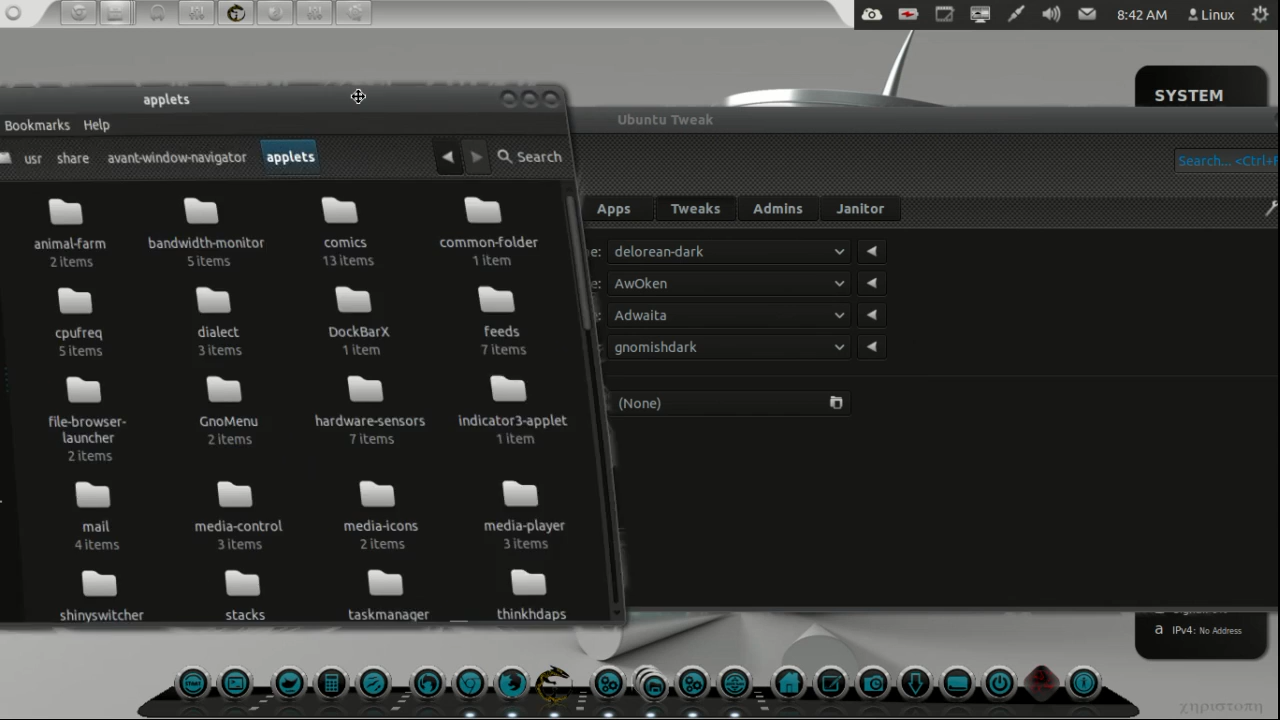 8:42 AM Linux
SYSTEM
applets
Bookmarks Help
usr share avant-window-navigator applets Search
animal-farm bandwidth-monitor comics common-folder
2 items 5 items 13 items 1 item
cpufreq dialect DockBarX feeds
5 items 3 items 1 item 7 items
file-browser-launcher GnoMenu hardware-sensors indicator3-applet
2 items 2 items 7 items 1 item
mail media-control media-icons media-player
4 items 3 items 2 items 3 items
shinyswitcher stacks taskmanager thinkhdaps
Ubuntu Tweak
Search... <Ctrl+F
Apps Tweaks Admins Janitor
e: delorean-dark
e: AwOken
: Adwaita
: gnomishdark
(None)
a IPv4: No Address
START
χηριστοπη